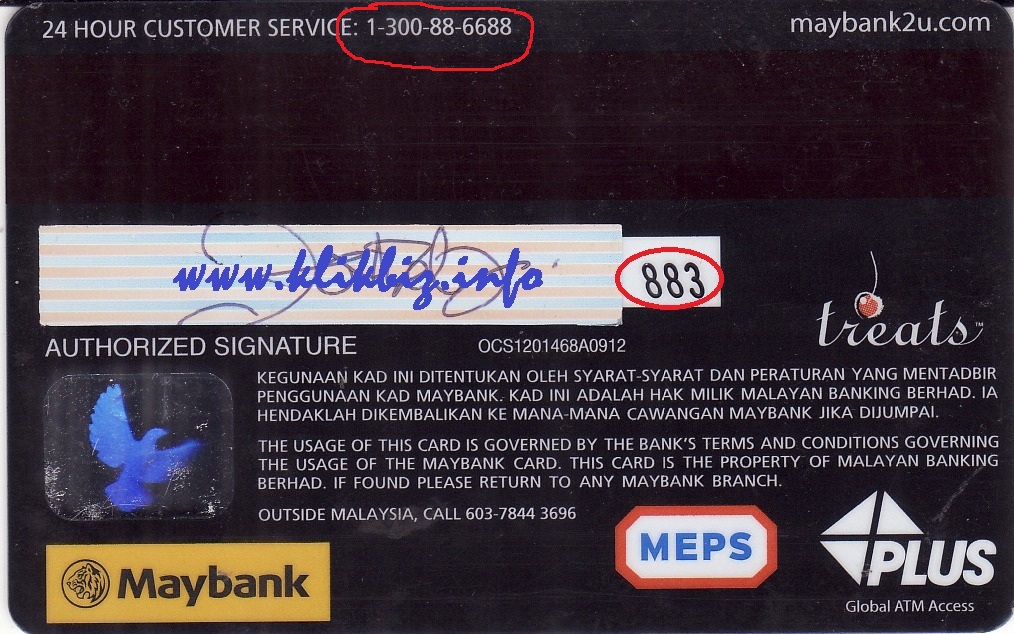 24 HOUR CUSTOMER SERVICE: 1-300-88-6688
maybank2u.com
www.klikbiz.info
883
treats™
AUTHORIZED SIGNATURE
OCS1201468A0912
KEGUNAAN KAD INI DITENTUKAN OLEH SYARAT-SYARAT DAN PERATURAN YANG MENTADBIR
PENGGUNAAN KAD MAYBANK. KAD INI ADALAH HAK MILIK MALAYAN BANKING BERHAD. IA
HENDAKLAH DIKEMBALIKAN KE MANA-MANA CAWANGAN MAYBANK JIKA DIJUMPAI.
THE USAGE OF THIS CARD IS GOVERNED BY THE BANK'S TERMS AND CONDITIONS GOVERNING
THE USAGE OF THE MAYBANK CARD. THIS CARD IS THE PROPERTY OF MALAYAN BANKING
BERHAD. IF FOUND PLEASE RETURN TO ANY MAYBANK BRANCH.
OUTSIDE MALAYSIA, CALL 603-7844 3696
Maybank
MEPS
PLUS
Global ATM Access